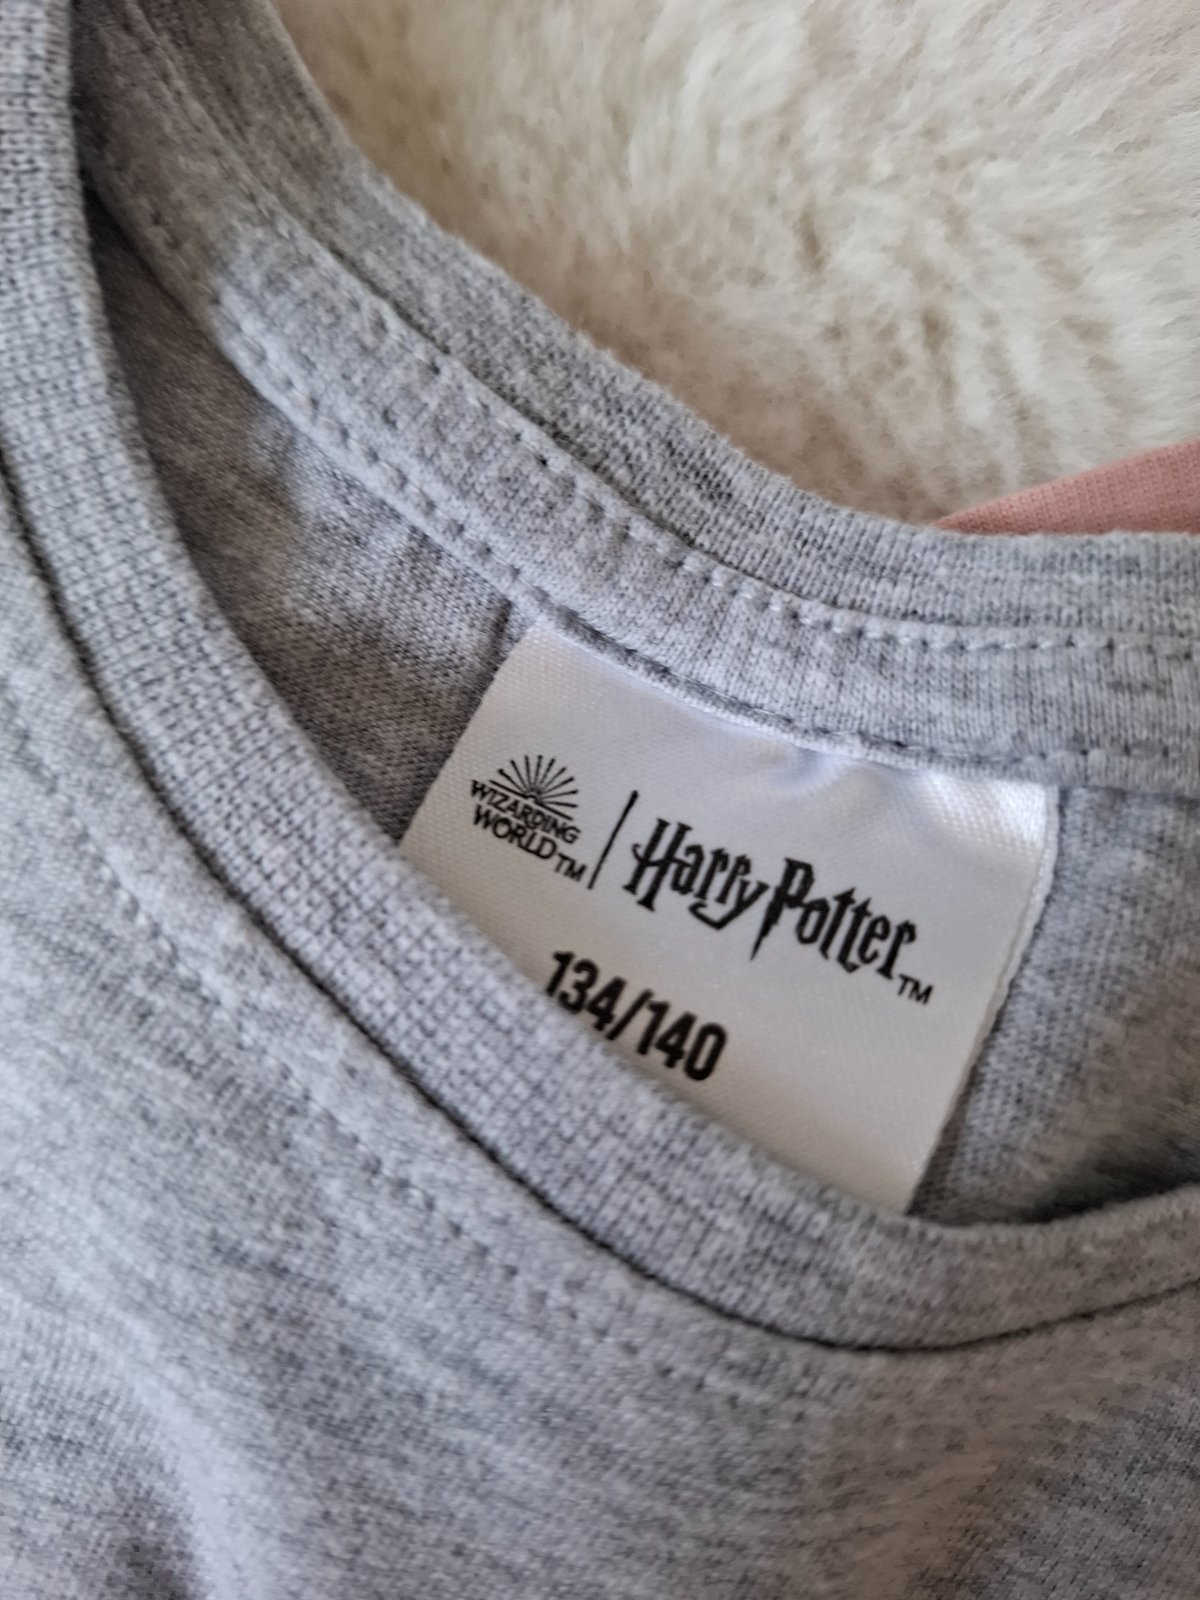 WIZARDING
WORLD™ | Harry Potter™
134/140